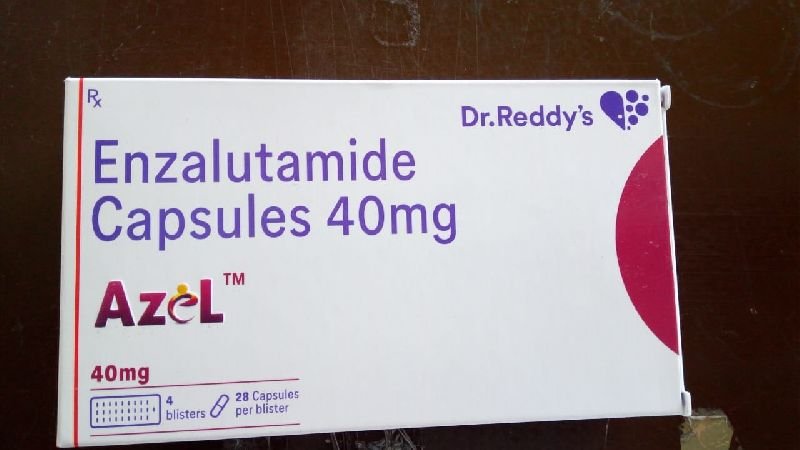 Rx
Dr.Reddy's
Enzalutamide
Capsules 40mg
AzeL™
40mg
4
blisters
28 Capsules
per blister